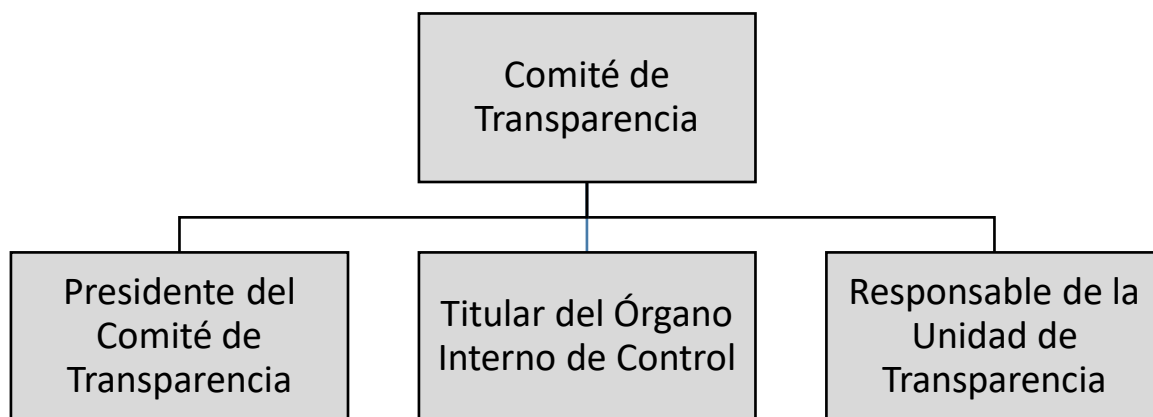 Comité de
Transparencia
Presidente del
Comité de
Transparencia
Titular del Órgano
Interno de Control
Responsable de la
Unidad de
Transparencia